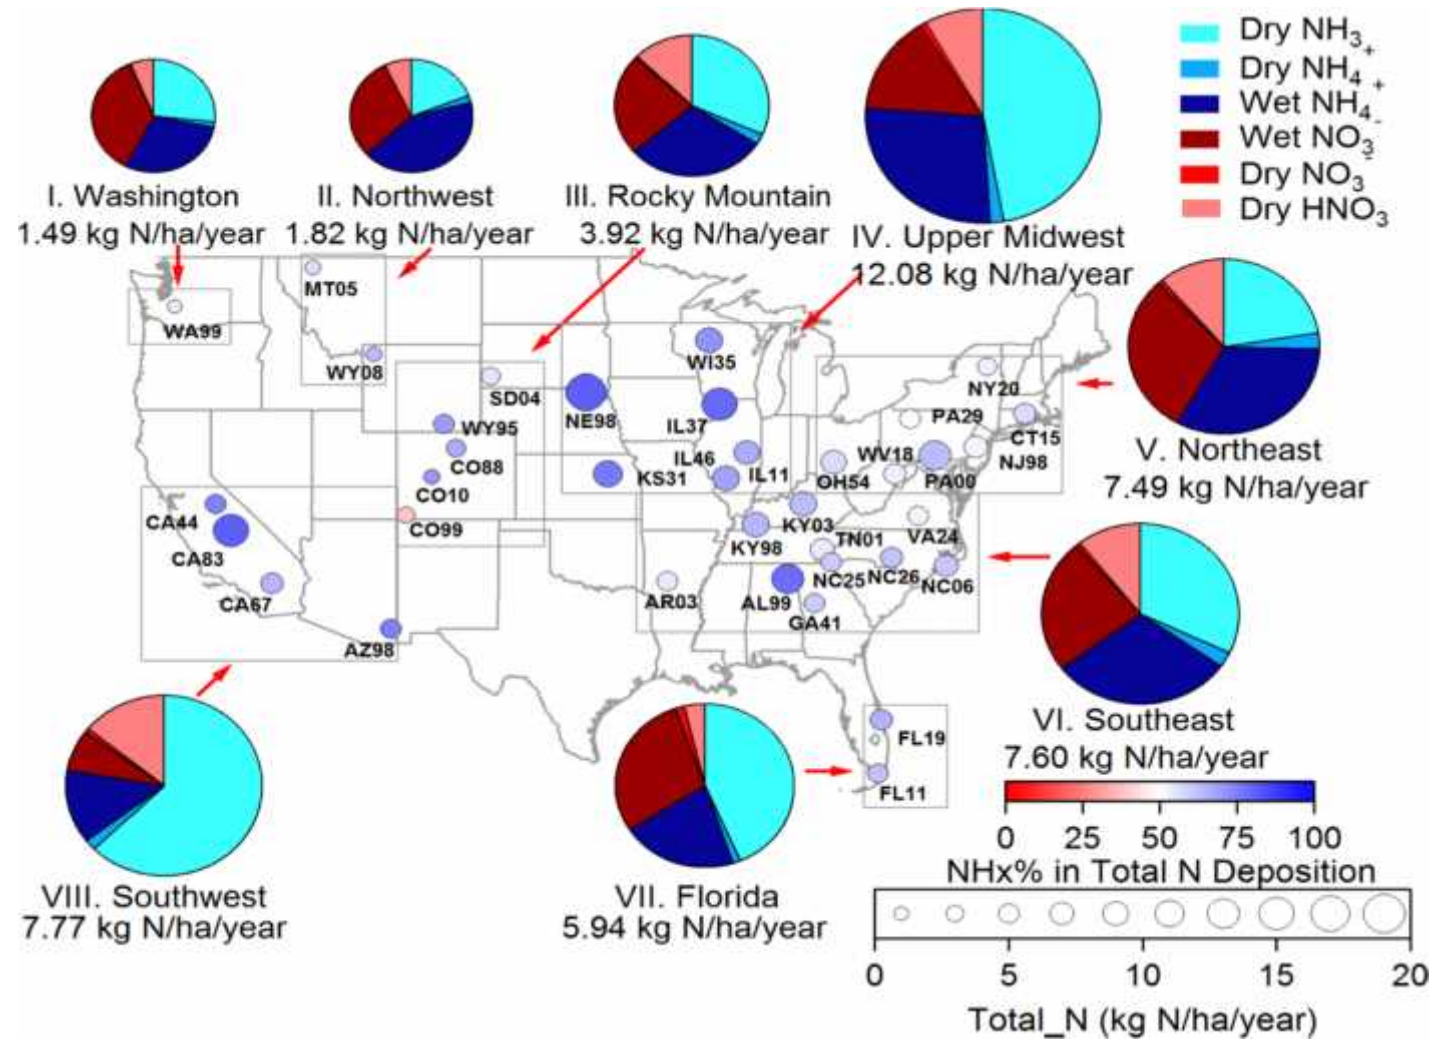 Dry NH3
Dry NH4+
Wet NH4+
Wet NO3-
Dry NO3-
Dry HNO3
I. Washington
1.49 kg N/ha/year
II. Northwest
1.82 kg N/ha/year
III. Rocky Mountain
3.92 kg N/ha/year
IV. Upper Midwest
12.08 kg N/ha/year
MT05
WA99
WY08
SD04
WY95
CO88
CO10
CO99
NE98
KS31
WI35
IL37
IL46
IL11
NY20
PA29
CT15
NJ98
WV18
OH54
PA00
V. Northeast
7.49 kg N/ha/year
CA44
CA83
CA67
AZ98
KY03
KY98
TN01
VA24
NC25
NC26
NC06
AR03
AL99
GA41
FL19
FL11
VI. Southeast
7.60 kg N/ha/year
VIII. Southwest
7.77 kg N/ha/year
VII. Florida
5.94 kg N/ha/year
0 25 50 75 100
NHx% in Total N Deposition
0 5 10 15 20
Total_N (kg N/ha/year)